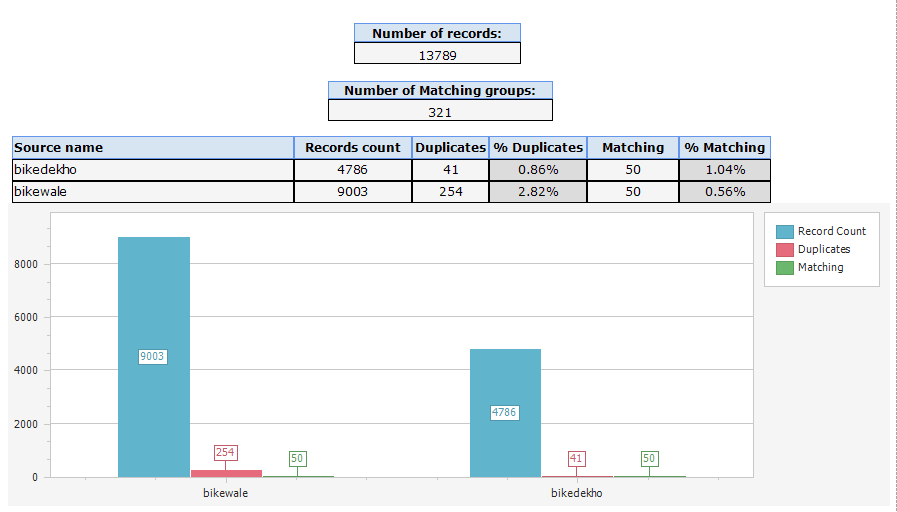 Number of records:
13789
Number of Matching groups:
321
Source name Records count Duplicates % Duplicates Matching % Matching
bikedekho 4786 41 0.86% 50 1.04%
bikewale 9003 254 2.82% 50 0.56%
Record Count
Duplicates
Matching
8000
6000
4000
2000
0
9003
254
50
4786
41
50
bikewale bikedekho